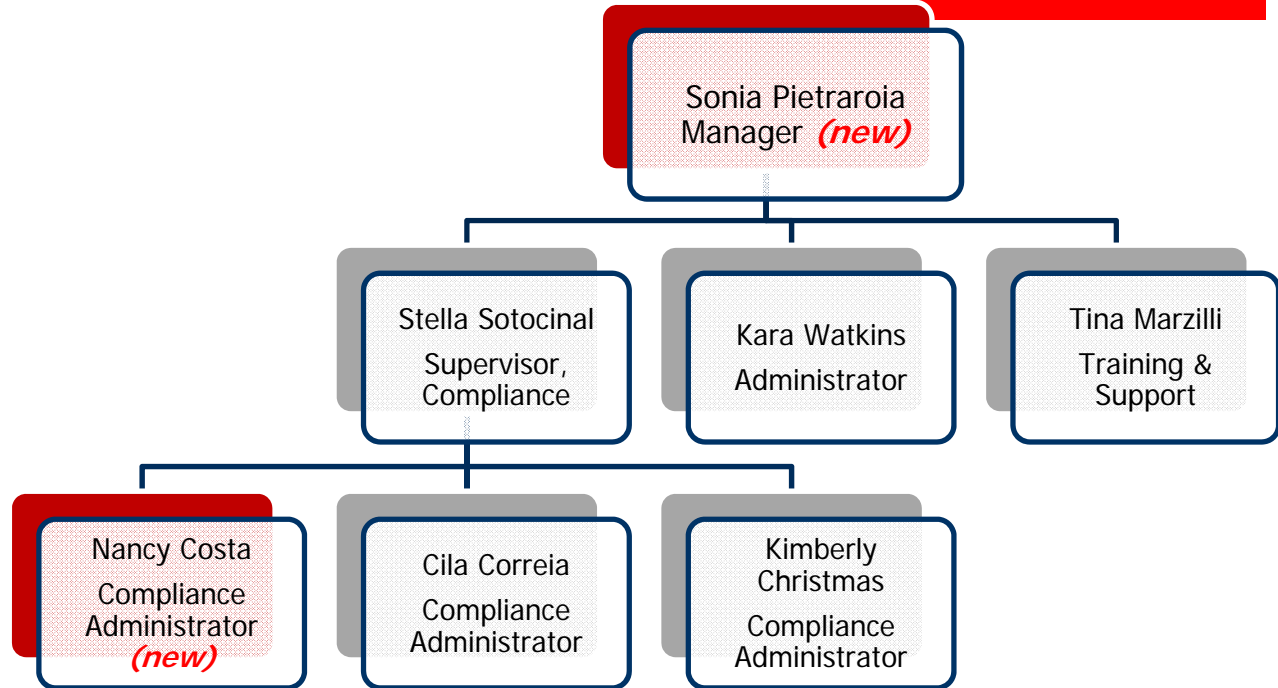 Sonia Pietraroia
Manager (new)
Stella Sotocinal
Supervisor,
Compliance
Kara Watkins
Administrator
Tina Marzilli
Training &
Support
Nancy Costa
Compliance
Administrator
(new)
Cila Correia
Compliance
Administrator
Kimberly
Christmas
Compliance
Administrator